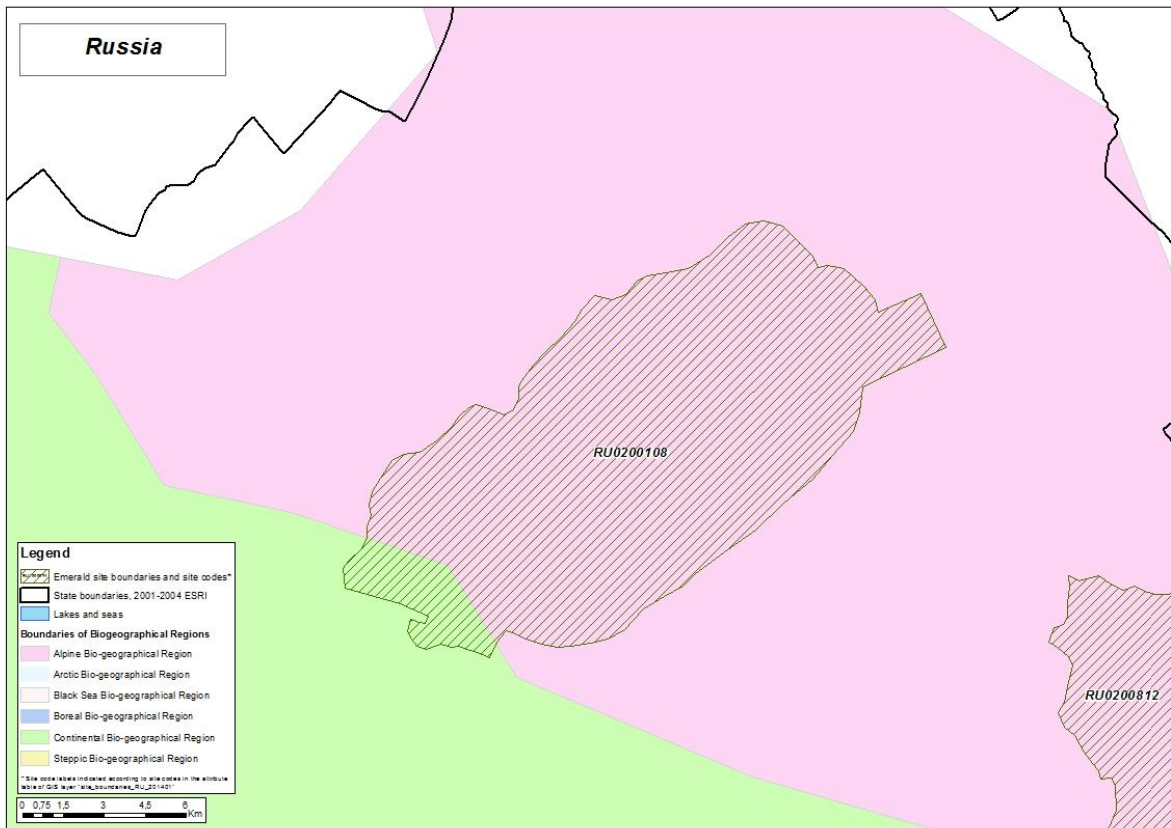 Russia
RU0200108
RU0200812
Legend
Emerald site boundaries and site codes*
State boundaries, 2001-2004 ESRI
Lakes and seas
Boundaries of Biogeographical Regions
Alpine Bio-geographical Region
Arctic Bio-geographical Region
Black Sea Bio-geographical Region
Boreal Bio-geographical Region
Continental Bio-geographical Region
Steppic Bio-geographical Region
* Site code labels indicated according to site codes in the attribute
table of GIS layer "site_boundaries_RU_201401"
0 0,75 1,5 3 4,5 6
Km